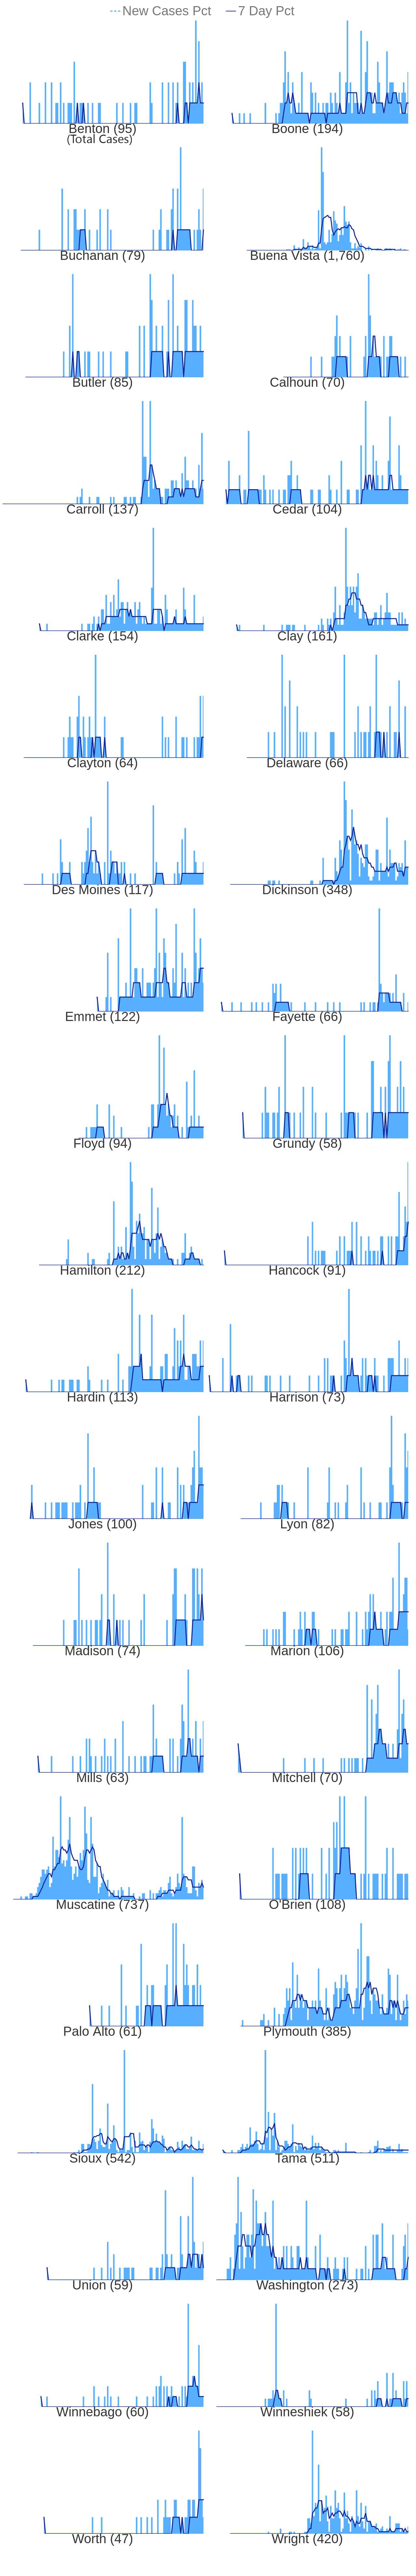 New Cases Pct 7 Day Pct
Benton (95) Boone (194)
(Total Cases)
Buchanan (79) Buena Vista (1,760)
Butler (85) Calhoun (70)
Carroll (137) Cedar (104)
Clarke (154) Clay (161)
Clayton (64) Delaware (66)
Des Moines (117) Dickinson (348)
Emmet (122) Fayette (66)
Floyd (94) Grundy (58)
Hamilton (212) Hancock (91)
Hardin (113) Harrison (73)
Jones (100) Lyon (82)
Madison (74) Marion (106)
Mills (63) Mitchell (70)
Muscatine (737) O'Brien (108)
Palo Alto (61) Plymouth (385)
Sioux (542) Tama (511)
Union (59) Washington (273)
Winnebago (60) Winneshiek (58)
Worth (47) Wright (420)